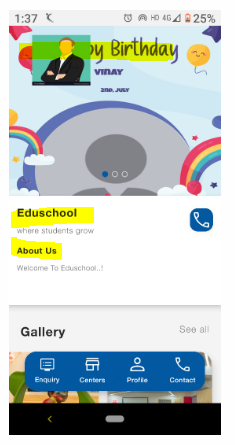 1:37 HD 4G 25%
Birthday
VINAY
2ND. JULY
Eduschool
where students grow
About Us
Welcome To Eduschool..!
Gallery See all
Enquiry Centers Profile Contact